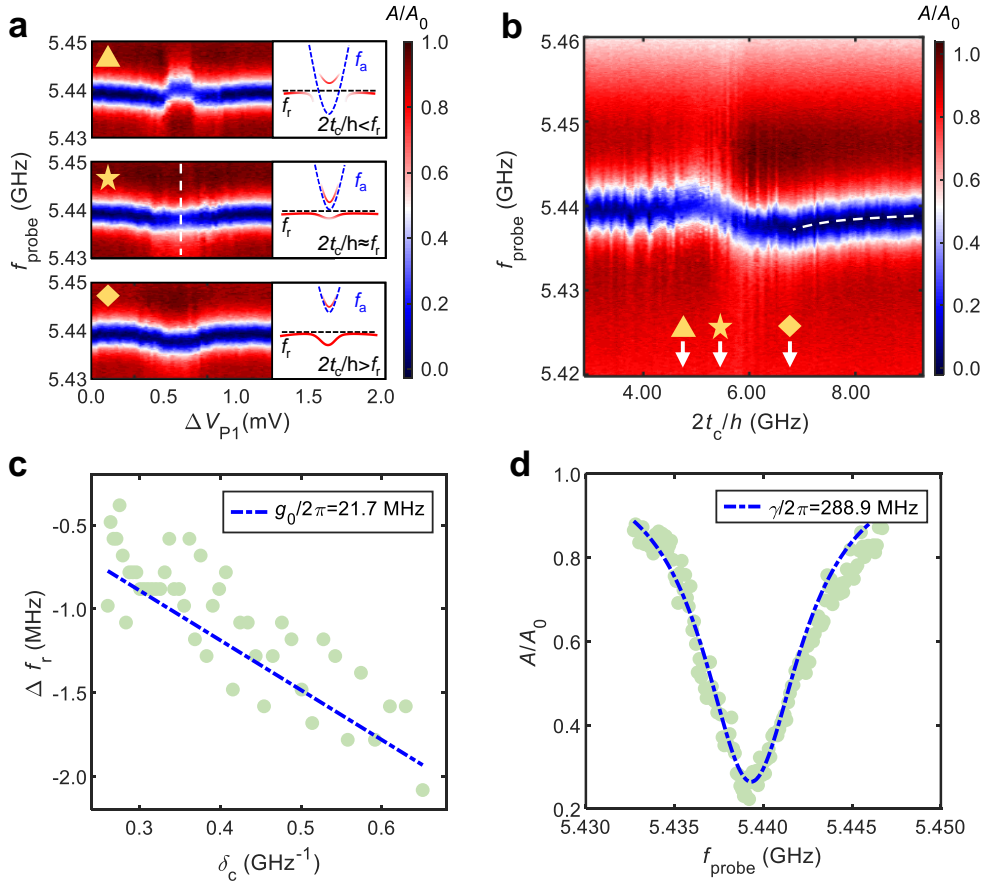 a
A/A0
5.45
5.44
5.43
fa
fr
2tc/h<fr
5.45
5.44
5.43
fa
fr
2tc/h≈fr
5.45
5.44
5.43
fa
fr
2tc/h>fr
fprobe (GHz)
0.0
0.5
1.0
1.5
2.0
ΔVP1(mV)
1.0
0.8
0.6
0.4
0.2
0.0
b
A/A0
5.46
5.45
5.44
5.43
5.42
fprobe (GHz)
4.00
6.00
8.00
2tc/h (GHz)
1.0
0.8
0.6
0.4
0.2
0.0
c
g0/2π=21.7 MHz
-0.5
-1.0
-1.5
-2.0
Δ fr (MHz)
0.3
0.4
0.5
0.6
δc (GHz-1)
d
γ/2π=288.9 MHz
1.0
0.8
0.6
0.4
0.2
A/A0
5.430
5.435
5.440
5.445
5.450
fprobe (GHz)